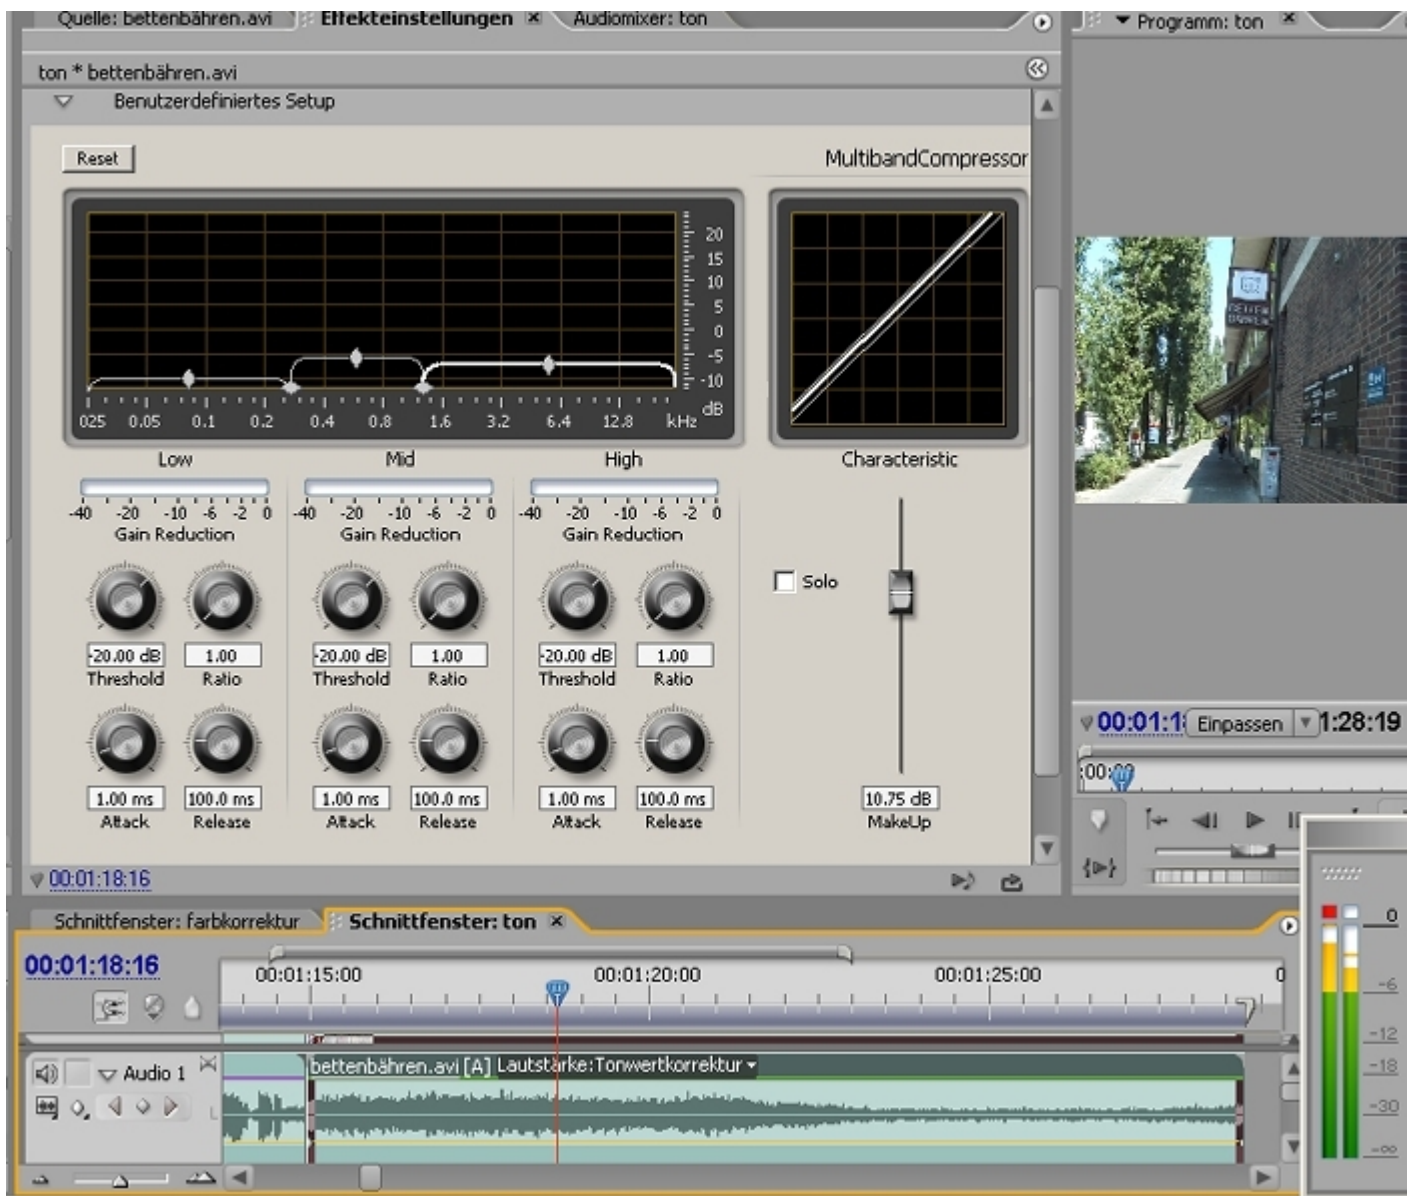 Quelle: bettenbähren.avi Effekteinstellungen Audiomixer: ton
Programm: ton
ton * bettenbähren.avi
Benutzerdefiniertes Setup
Reset
MultibandCompressor
20
15
10
5
0
-5
-10
dB
025 0.05 0.1 0.2 0.4 0.8 1.6 3.2 6.4 12.8 kHz
Low Mid High
Characteristic
-40 -20 -10 -6 -2 0 -40 -20 -10 -6 -2 0 -40 -20 -10 -6 -2 0
Gain Reduction Gain Reduction Gain Reduction
Solo
-20.00 dB 1.00 -20.00 dB 1.00 -20.00 dB 1.00
Threshold Ratio Threshold Ratio Threshold Ratio
1.00 ms 100.0 ms 1.00 ms 100.0 ms 1.00 ms 100.0 ms
Attack Release Attack Release Attack Release
10.75 dB
MakeUp
BETTEN
00:01:1 Einpassen 1:28:19
:00:00
00:01:18:16
Schnittfenster: farbkorrektur Schnittfenster: ton
00:01:18:16
00:01:15:00 00:01:20:00 00:01:25:00 0
Audio 1
bettenbähren.avi [A] Lautstärke:Tonwertkorrektur
0
-6
-12
-18
-30
-∞